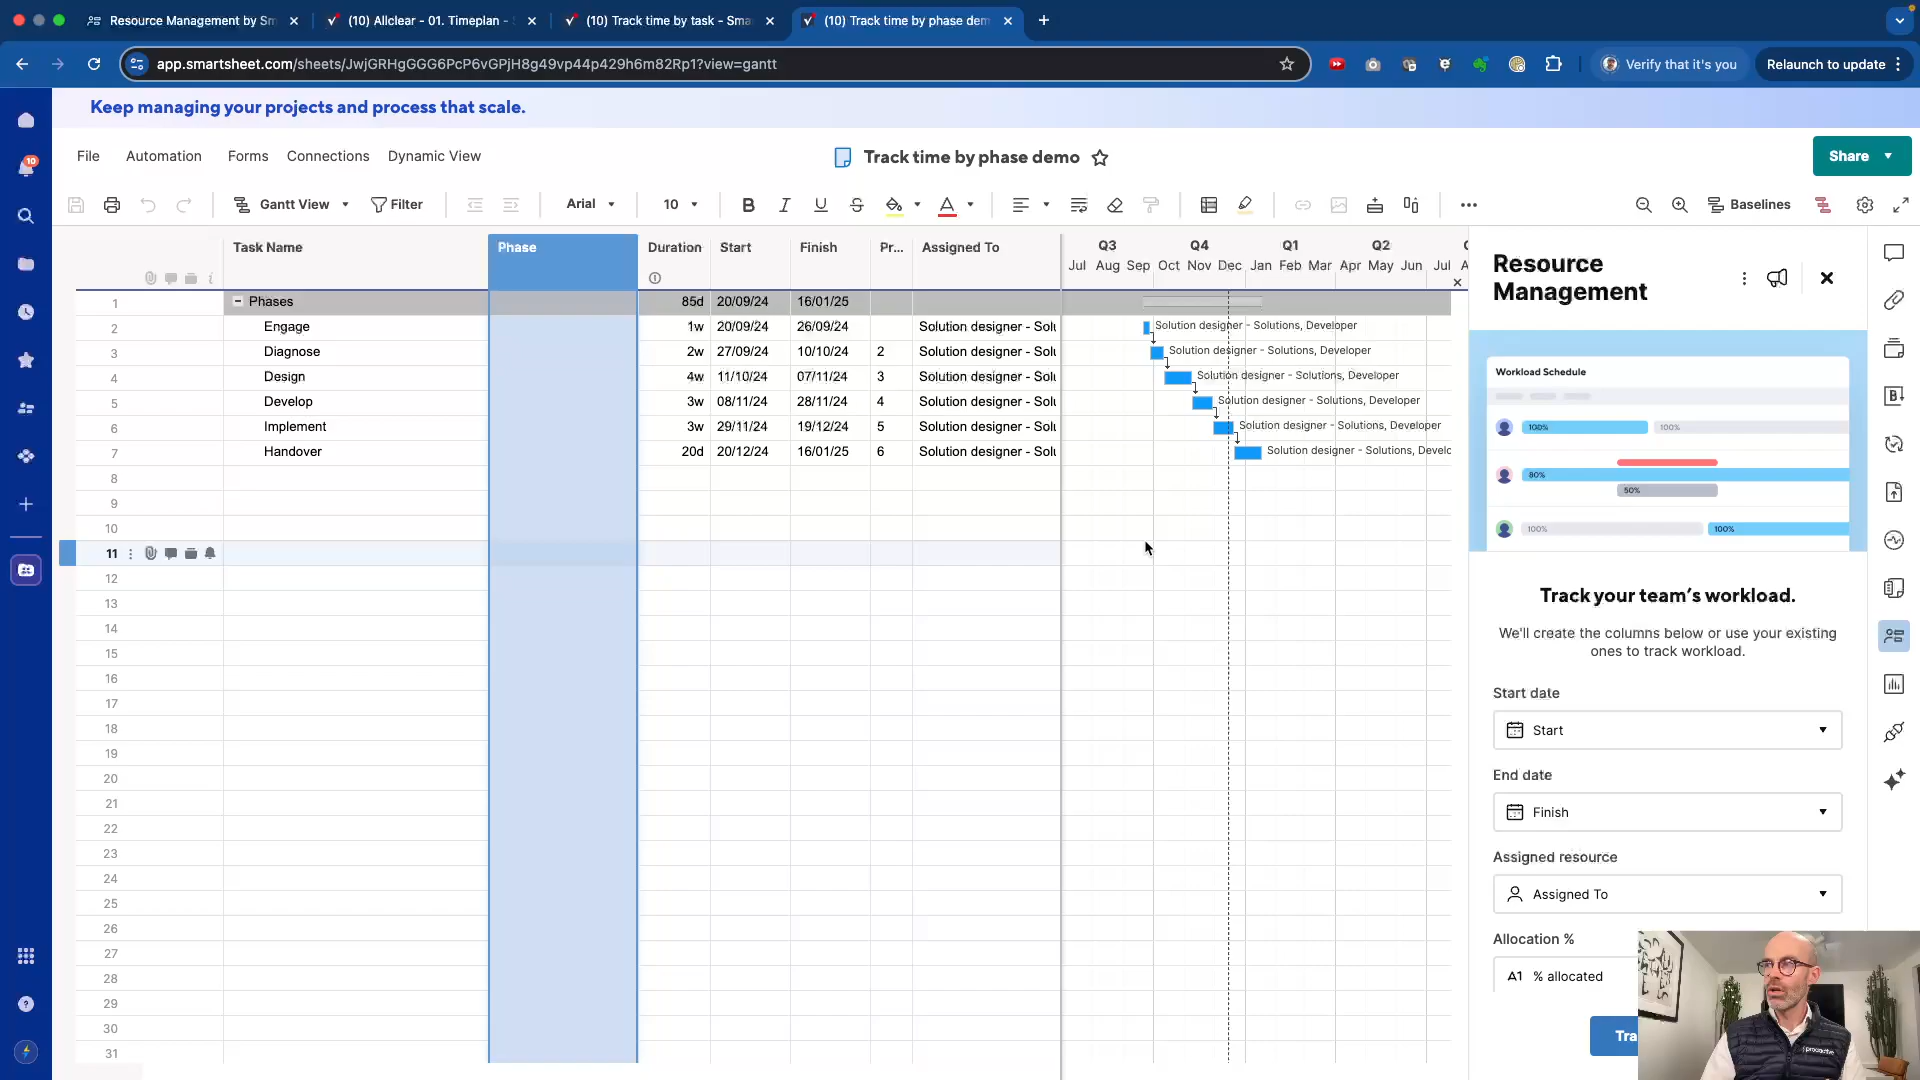 Resource Management by Sm
(10) Allclear - 01. Timeplan -
(10) Track time by task - Sma
(10) Track time by phase dem
app.smartsheet.com/sheets/JwjGRHgGGG6PcP6vGPjH8g49vp44p429h6m82Rp1?view=gantt
Verify that it's you
Relaunch to update
Keep managing your projects and process that scale.
10
File
Automation
Forms
Connections
Dynamic View
Track time by phase demo
Share
Gantt View
Filter
Arial
10
B
I
U
S
A
Baselines
Task Name
Phase
Duration
Start
Finish
Pr...
Assigned To
Q3
Q4
Q1
Q2
Jul Aug Sep Oct Nov Dec Jan Feb Mar Apr May Jun Jul A
1 Phases 85d 20/09/24 16/01/25
2 Engage 1w 20/09/24 26/09/24 Solution designer - Solu Solution designer - Solutions, Developer
3 Diagnose 2w 27/09/24 10/10/24 2 Solution designer - Solu Solution designer - Solutions, Developer
4 Design 4w 11/10/24 07/11/24 3 Solution designer - Solu Solution designer - Solutions, Developer
5 Develop 3w 08/11/24 28/11/24 4 Solution designer - Solu Solution designer - Solutions, Developer
6 Implement 3w 29/11/24 19/12/24 5 Solution designer - Solu Solution designer - Solutions, Developer
7 Handover 20d 20/12/24 16/01/25 6 Solution designer - Solu Solution designer - Solutions, Develo
8
9
10
11
12
13
14
15
16
17
18
19
20
21
22
23
24
25
26
27
28
29
30
31
Resource
Management
Workload Schedule
100% 100%
80%
50%
100% 100%
Track your team's workload.
We'll create the columns below or use your existing
ones to track workload.
Start date
Start
End date
Finish
Assigned resource
Assigned To
Allocation %
A1 % allocated
Tra
proactive